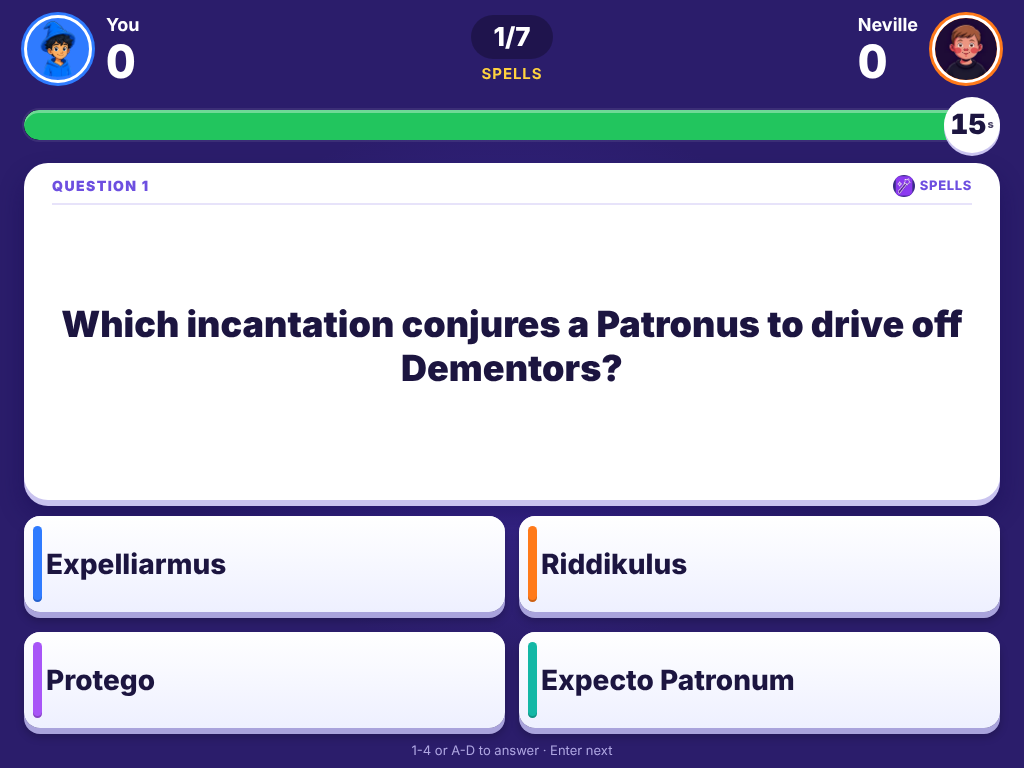 You
0
1/7
SPELLS
Neville
0
15s
QUESTION 1
SPELLS
Which incantation conjures a Patronus to drive off
Dementors?
Expelliarmus
Riddikulus
Protego
Expecto Patronum
1-4 or A-D to answer · Enter next